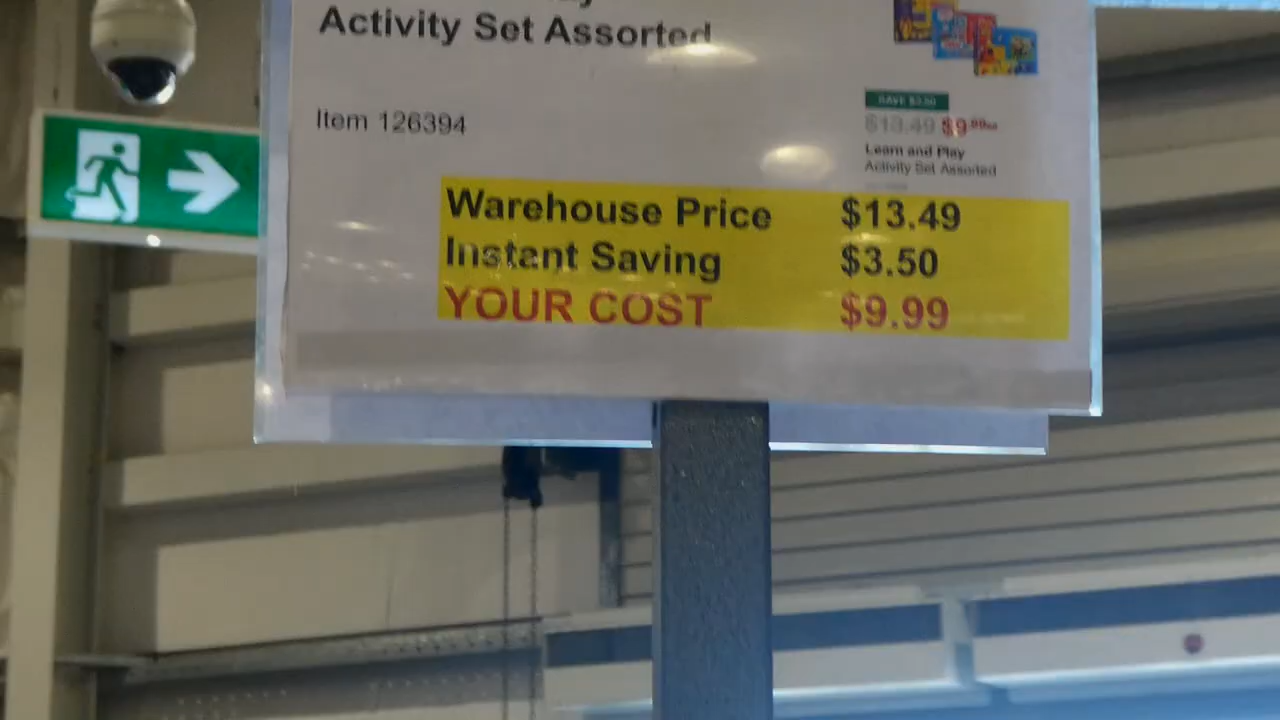 Activity Set Assorted
Item 126394
SAVE $3.50
$13.49 $9.99
Learn and Play
Activity Set Assorted
Warehouse Price $13.49
Instant Saving $3.50
YOUR COST $9.99